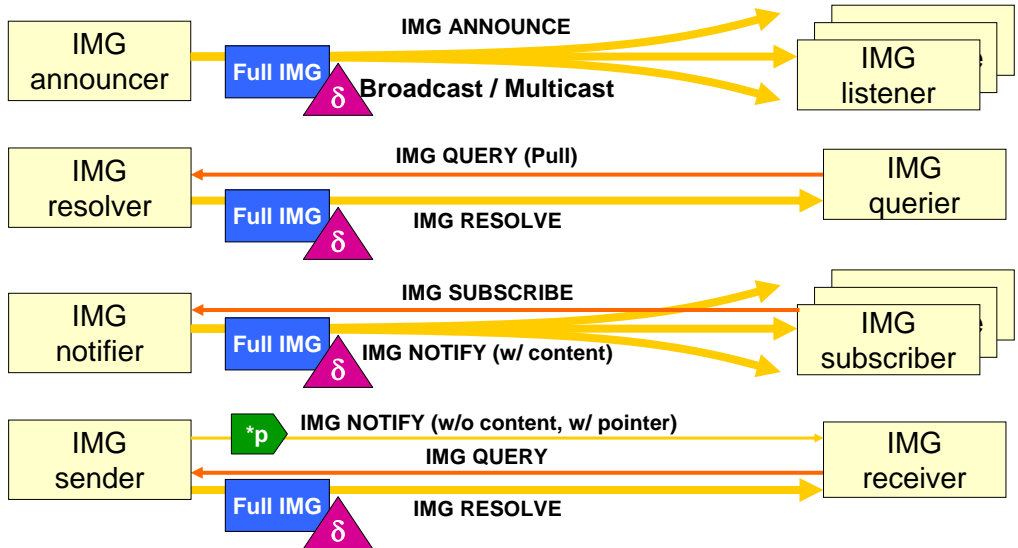 IMG
announcer
IMG ANNOUNCE
Full IMG
δ
Broadcast / Multicast
IMG
listener
e
IMG
resolver
IMG QUERY (Pull)
Full IMG
δ
IMG RESOLVE
IMG
querier
IMG
notifier
IMG SUBSCRIBE
Full IMG
δ
IMG NOTIFY (w/ content)
IMG
subscriber
e
IMG
sender
*p
IMG NOTIFY (w/o content, w/ pointer)
IMG QUERY
Full IMG
δ
IMG RESOLVE
IMG
receiver